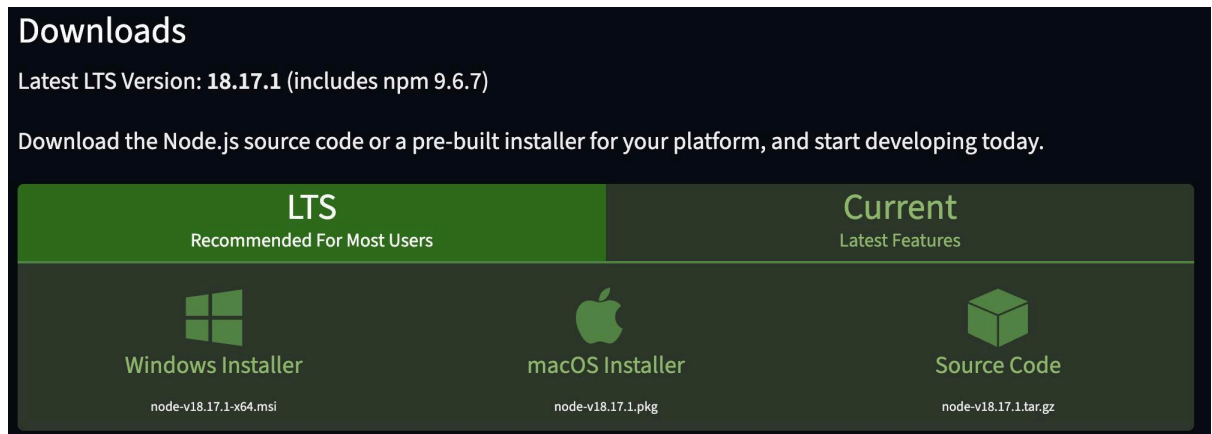 Downloads
Latest LTS Version: 18.17.1 (includes npm 9.6.7)
Download the Node.js source code or a pre-built installer for your platform, and start developing today.
LTS
Recommended For Most Users
Current
Latest Features
Windows Installer
node-v18.17.1-x64.msi
macOS Installer
node-v18.17.1.pkg
Source Code
node-v18.17.1.tar.gz